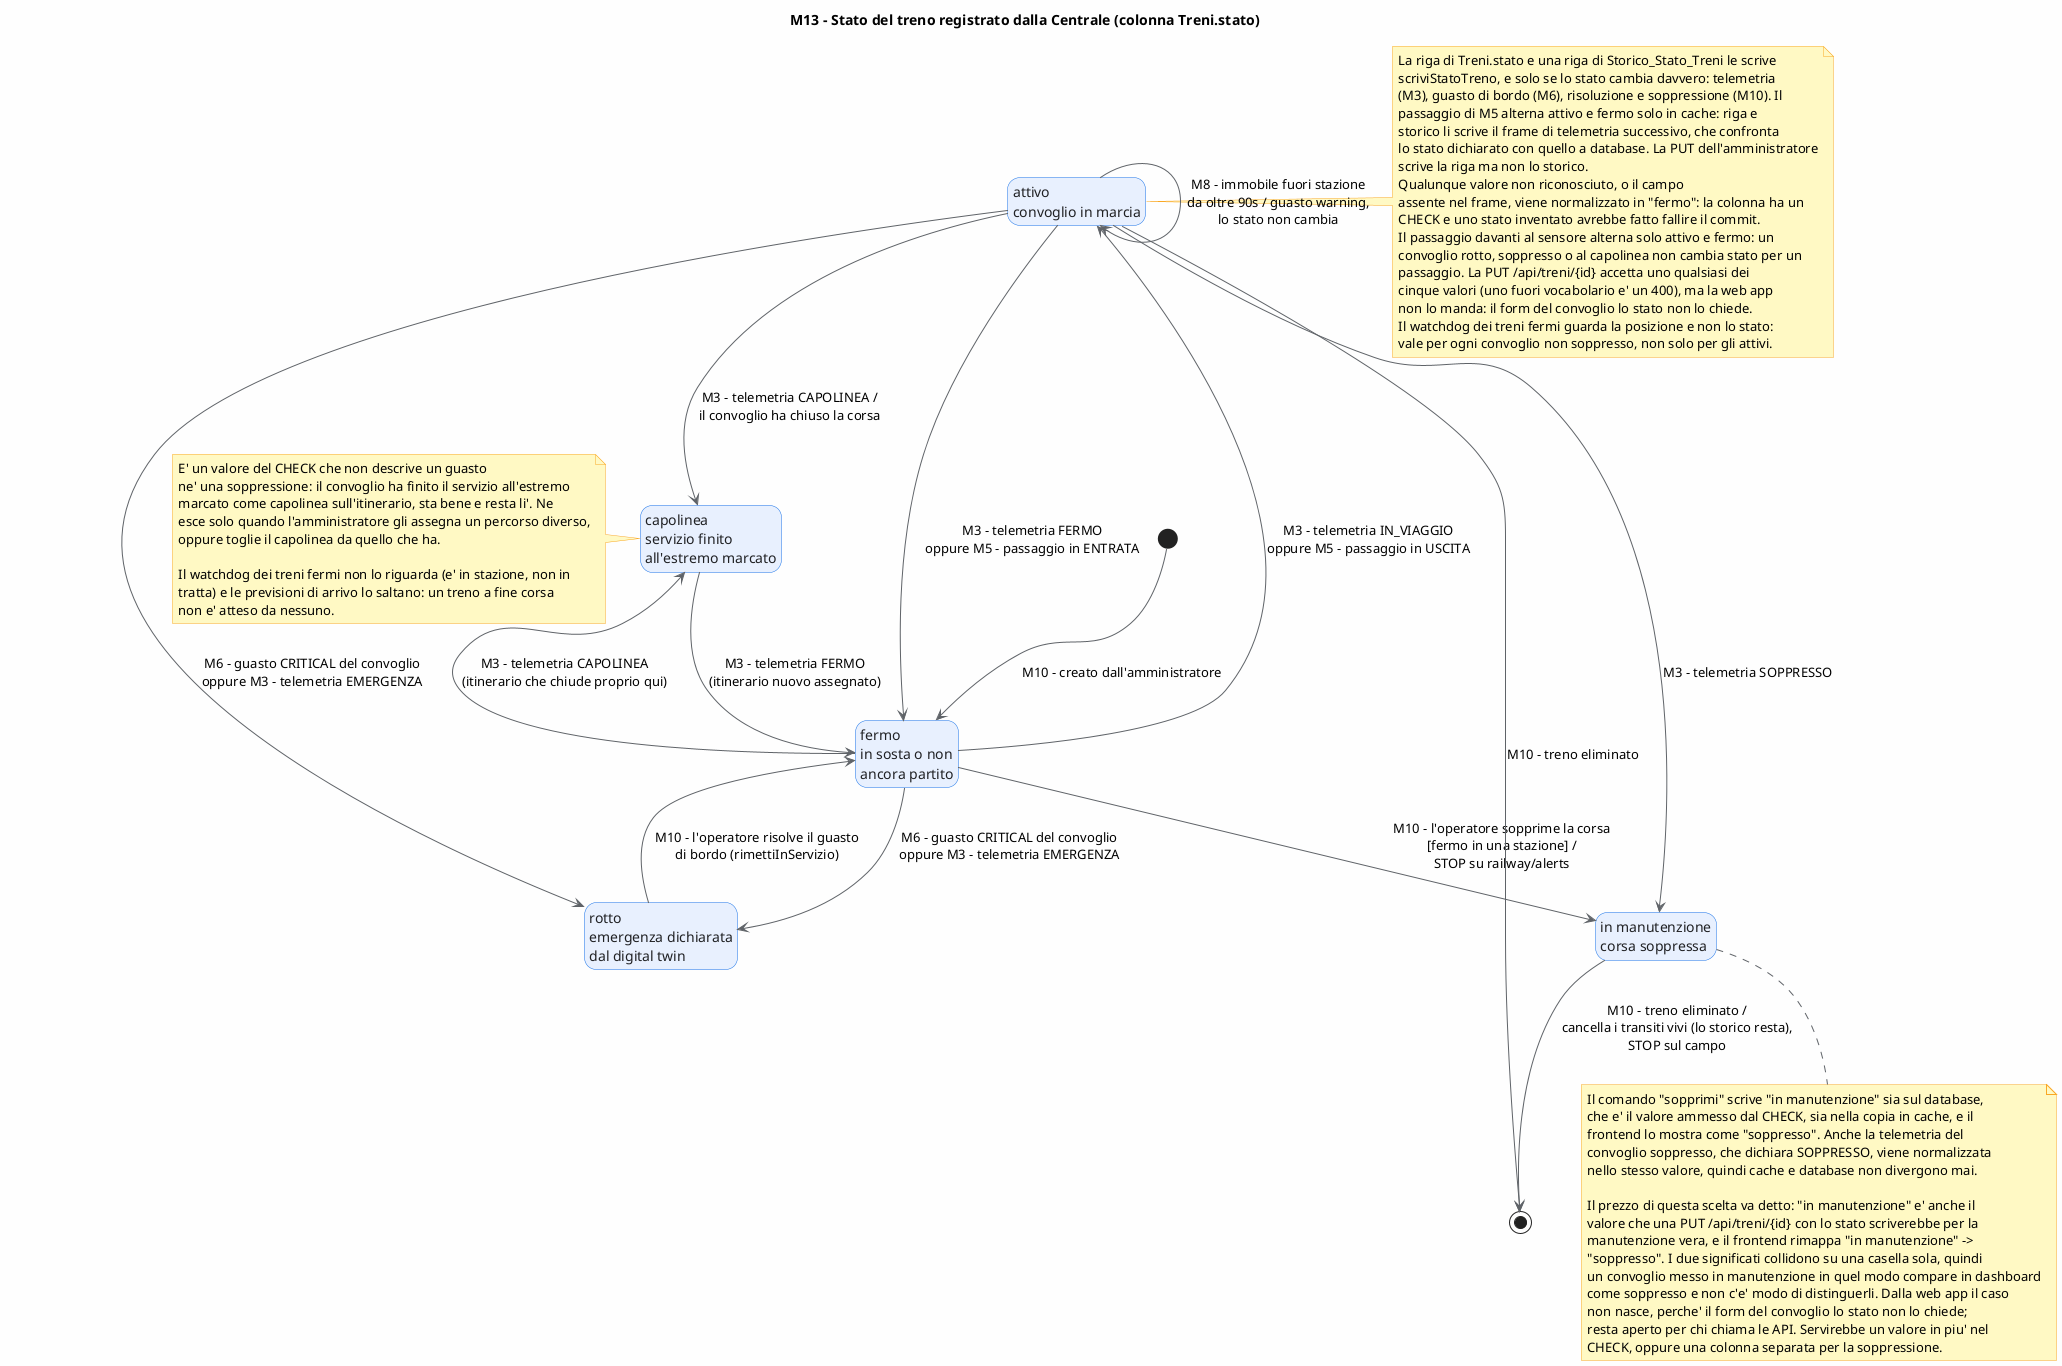 M13 - Stato del treno registrato dalla Centrale (colonna Treni.stato)
La riga di Treni.stato e una riga di Storico_Stato_Treni le scrive
scriviStatoTreno, e solo se lo stato cambia davvero: telemetria
(M3), guasto di bordo (M6), risoluzione e soppressione (M10). Il
passaggio di M5 alterna attivo e fermo solo in cache: riga e
storico li scrive il frame di telemetria successivo, che confronta
lo stato dichiarato con quello a database. La PUT dell'amministratore
scrive la riga ma non lo storico.
Qualunque valore non riconosciuto, o il campo
assente nel frame, viene normalizzato in "fermo": la colonna ha un
CHECK e uno stato inventato avrebbe fatto fallire il commit.
Il passaggio davanti al sensore alterna solo attivo e fermo: un
convoglio rotto, soppresso o al capolinea non cambia stato per un
passaggio. La PUT /api/treni/{id} accetta uno qualsiasi dei
cinque valori (uno fuori vocabolario e' un 400), ma la web app
non lo manda: il form del convoglio lo stato non lo chiede.
Il watchdog dei treni fermi guarda la posizione e non lo stato:
vale per ogni convoglio non soppresso, non solo per gli attivi.
attivo
convoglio in marcia
M8 - immobile fuori stazione
da oltre 90s / guasto warning,
lo stato non cambia
M3 - telemetria CAPOLINEA /
il convoglio ha chiuso la corsa
E' un valore del CHECK che non descrive un guasto
ne' una soppressione: il convoglio ha finito il servizio all'estremo
marcato come capolinea sull'itinerario, sta bene e resta li'. Ne
esce solo quando l'amministratore gli assegna un percorso diverso,
oppure toglie il capolinea da quello che ha.
Il watchdog dei treni fermi non lo riguarda (e' in stazione, non in
tratta) e le previsioni di arrivo lo saltano: un treno a fine corsa
non e' atteso da nessuno.
capolinea
servizio finito
all'estremo marcato
M3 - telemetria FERMO
oppure M5 - passaggio in ENTRATA
M3 - telemetria IN_VIAGGIO
oppure M5 - passaggio in USCITA
M6 - guasto CRITICAL del convoglio
oppure M3 - telemetria EMERGENZA
M3 - telemetria CAPOLINEA
(itinerario che chiude proprio qui)
M3 - telemetria FERMO
(itinerario nuovo assegnato)
M10 - creato dall'amministratore
M3 - telemetria SOPPRESSO
fermo
in sosta o non
ancora partito
M10 - treno eliminato
M10 - l'operatore risolve il guasto
di bordo (rimettiInServizio)
M6 - guasto CRITICAL del convoglio
oppure M3 - telemetria EMERGENZA
M10 - l'operatore sopprime la corsa
[fermo in una stazione] /
STOP su railway/alerts
rotto
emergenza dichiarata
dal digital twin
in manutenzione
corsa soppressa
M10 - treno eliminato /
cancella i transiti vivi (lo storico resta),
STOP sul campo
Il comando "sopprimi" scrive "in manutenzione" sia sul database,
che e' il valore ammesso dal CHECK, sia nella copia in cache, e il
frontend lo mostra come "soppresso". Anche la telemetria del
convoglio soppresso, che dichiara SOPPRESSO, viene normalizzata
nello stesso valore, quindi cache e database non divergono mai.
Il prezzo di questa scelta va detto: "in manutenzione" e' anche il
valore che una PUT /api/treni/{id} con lo stato scriverebbe per la
manutenzione vera, e il frontend rimappa "in manutenzione" ->
"soppresso". I due significati collidono su una casella sola, quindi
un convoglio messo in manutenzione in quel modo compare in dashboard
come soppresso e non c'e' modo di distinguerli. Dalla web app il caso
non nasce, perche' il form del convoglio lo stato non lo chiede;
resta aperto per chi chiama le API. Servirebbe un valore in piu' nel
CHECK, oppure una colonna separata per la soppressione.